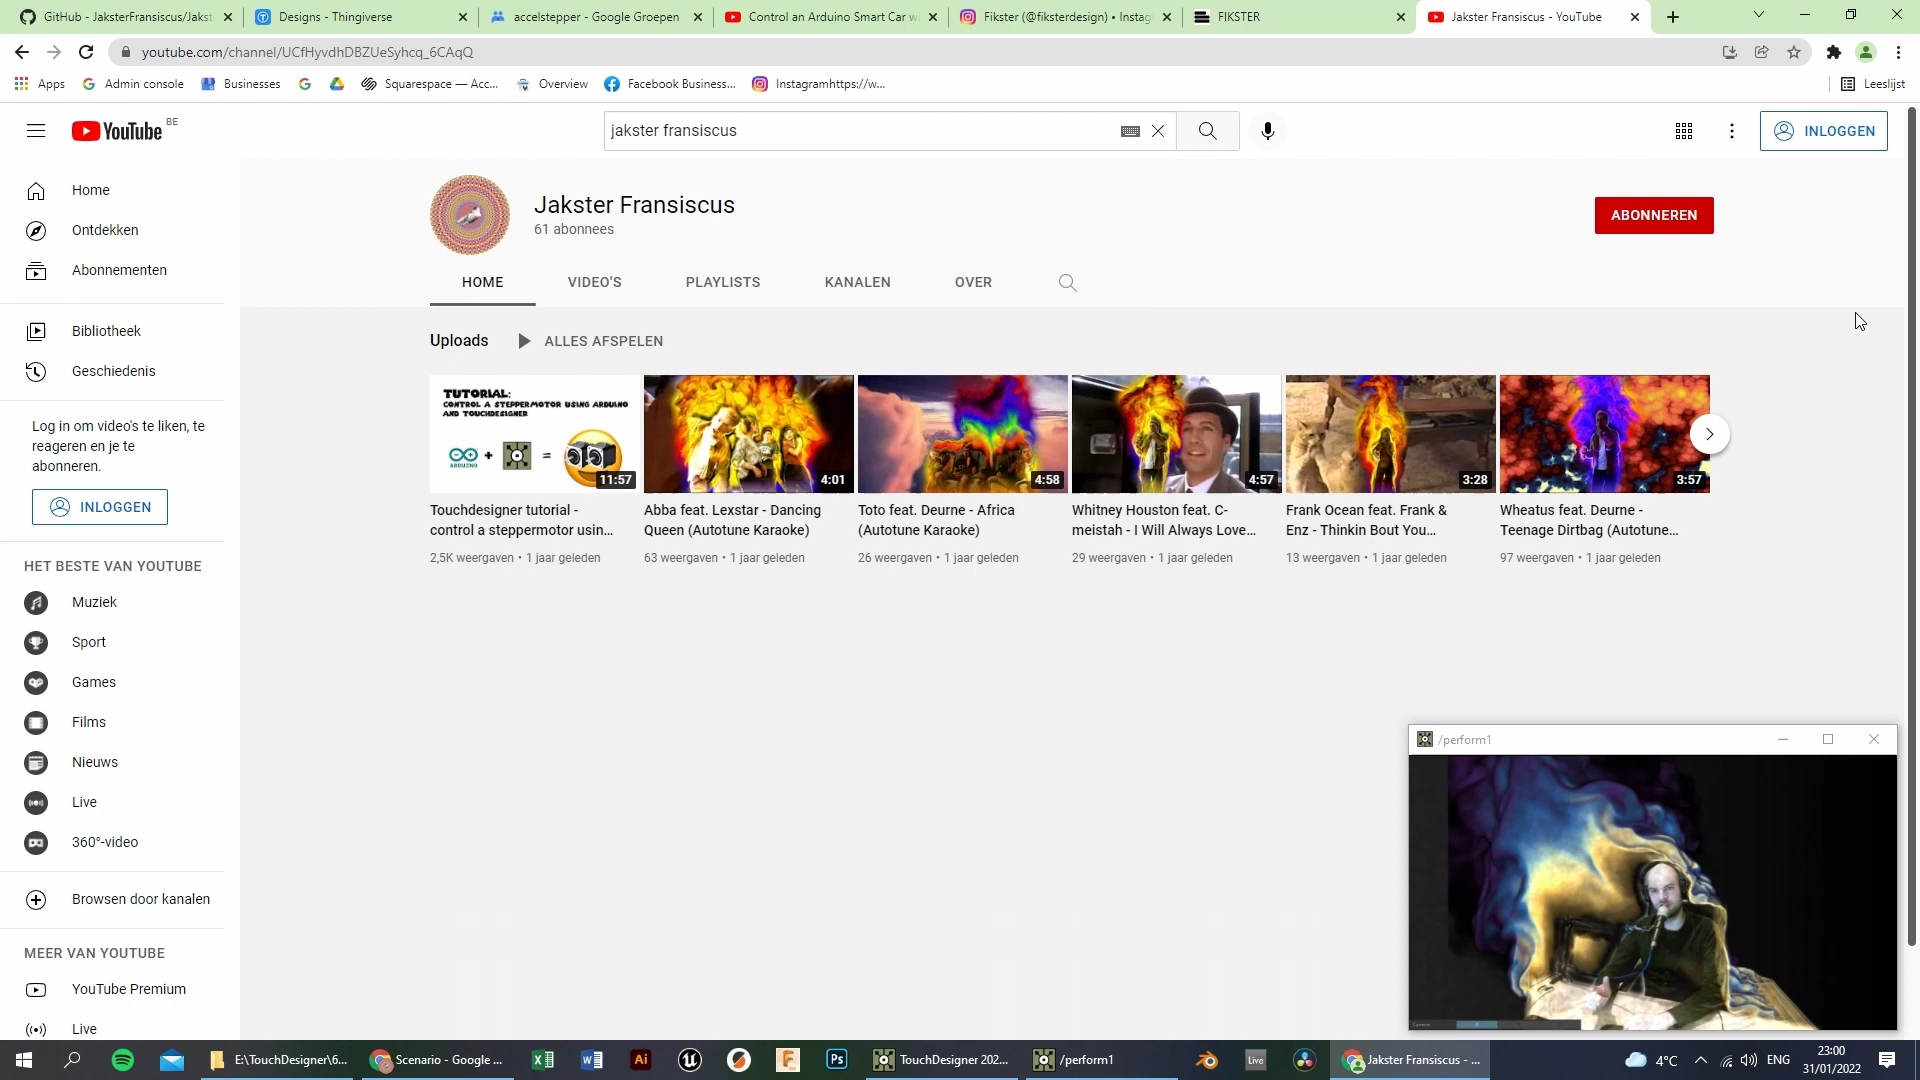 GitHub - JaksterFransiscus/Jakst
Designs - Thingiverse
accelstepper - Google Groepen
Control an Arduino Smart Car wi
Fikster (@fiksterdesign) • Instag
FIKSTER
Jakster Fransiscus - YouTube
youtube.com/channel/UCfHyvdhDBZUeSyhcq_6CAqQ
Apps
Admin console
Businesses
Squarespace — Acc...
Overview
Facebook Business...
Instagramhttps://w...
Leeslijst
YouTube BE
jakster fransiscus
INLOGGEN
Home
Ontdekken
Abonnementen
Bibliotheek
Geschiedenis
Log in om video's te liken, te
reageren en je te
abonneren.
INLOGGEN
HET BESTE VAN YOUTUBE
Muziek
Sport
Games
Films
Nieuws
Live
360°-video
Browsen door kanalen
MEER VAN YOUTUBE
YouTube Premium
Live
Jakster Fransiscus
61 abonnees
ABONNEREN
HOME
VIDEO'S
PLAYLISTS
KANALEN
OVER
Uploads
ALLES AFSPELEN
TUTORIAL:
CONTROL A STEPPERMOTOR USING ARDUINO
AND TOUCHDESIGNER
ARDUINO
+
=
11:57
Touchdesigner tutorial -
control a steppermotor usin...
2,5K weergaven • 1 jaar geleden
4:01
Abba feat. Lexstar - Dancing
Queen (Autotune Karaoke)
63 weergaven • 1 jaar geleden
4:58
Toto feat. Deurne - Africa
(Autotune Karaoke)
26 weergaven • 1 jaar geleden
4:57
Whitney Houston feat. C-
meistah - I Will Always Love...
29 weergaven • 1 jaar geleden
3:28
Frank Ocean feat. Frank &
Enz - Thinkin Bout You...
13 weergaven • 1 jaar geleden
3:57
Wheatus feat. Deurne -
Teenage Dirtbag (Autotune...
97 weergaven • 1 jaar geleden
/perform1
E:\TouchDesigner\6...
Scenario - Google ...
Ai
Ps
TouchDesigner 202...
/perform1
Live
Jakster Fransiscus - ...
4°C
ENG
23:00
31/01/2022